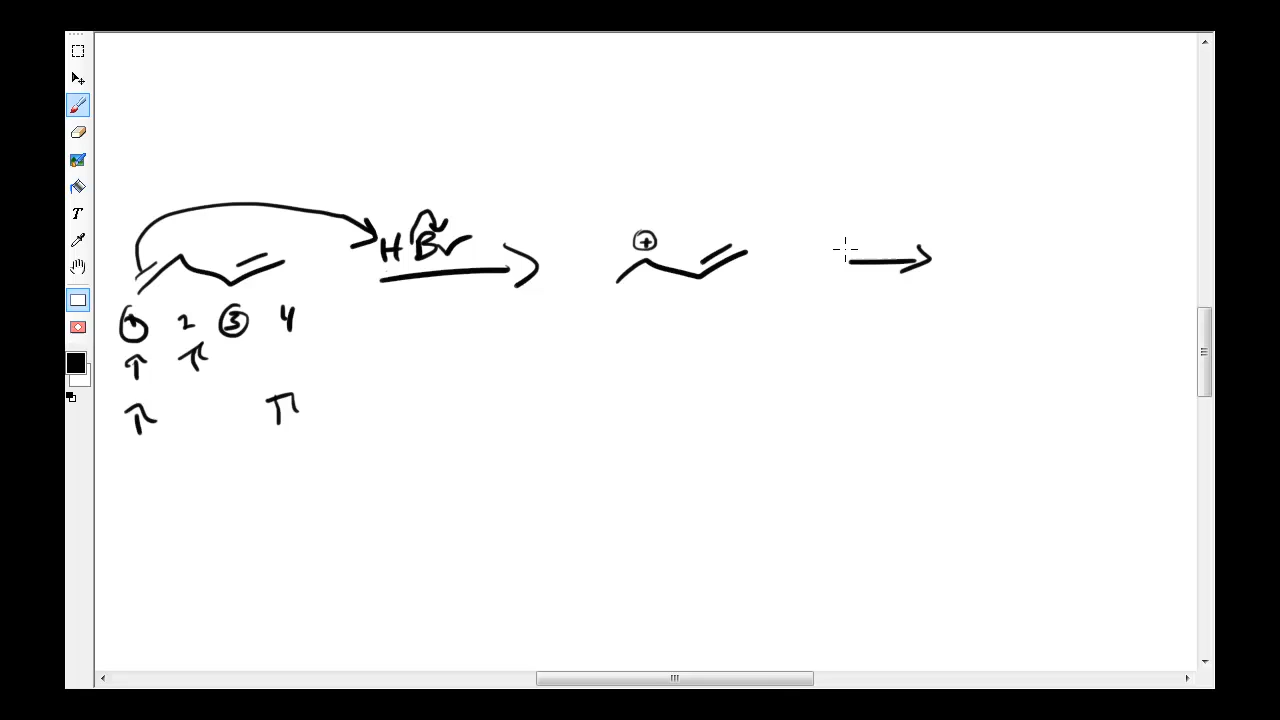 HBr
⊕
① 2 ③ 4
↑ ↑
↑ ↑
T